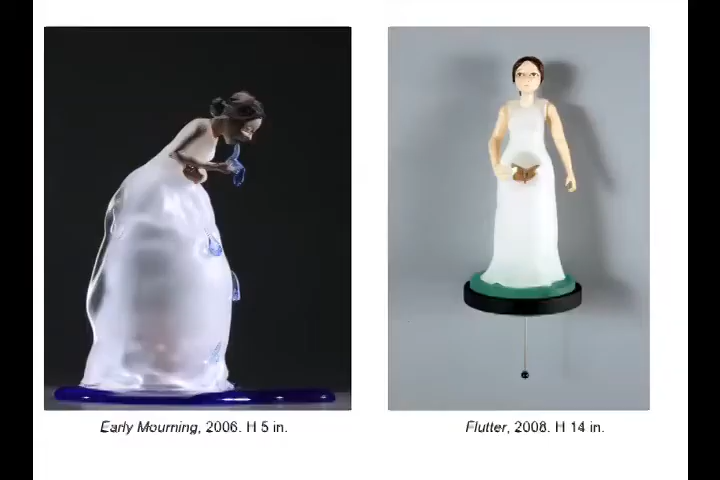 Early Mourning, 2006. H 5 in.
Flutter, 2008. H 14 in.